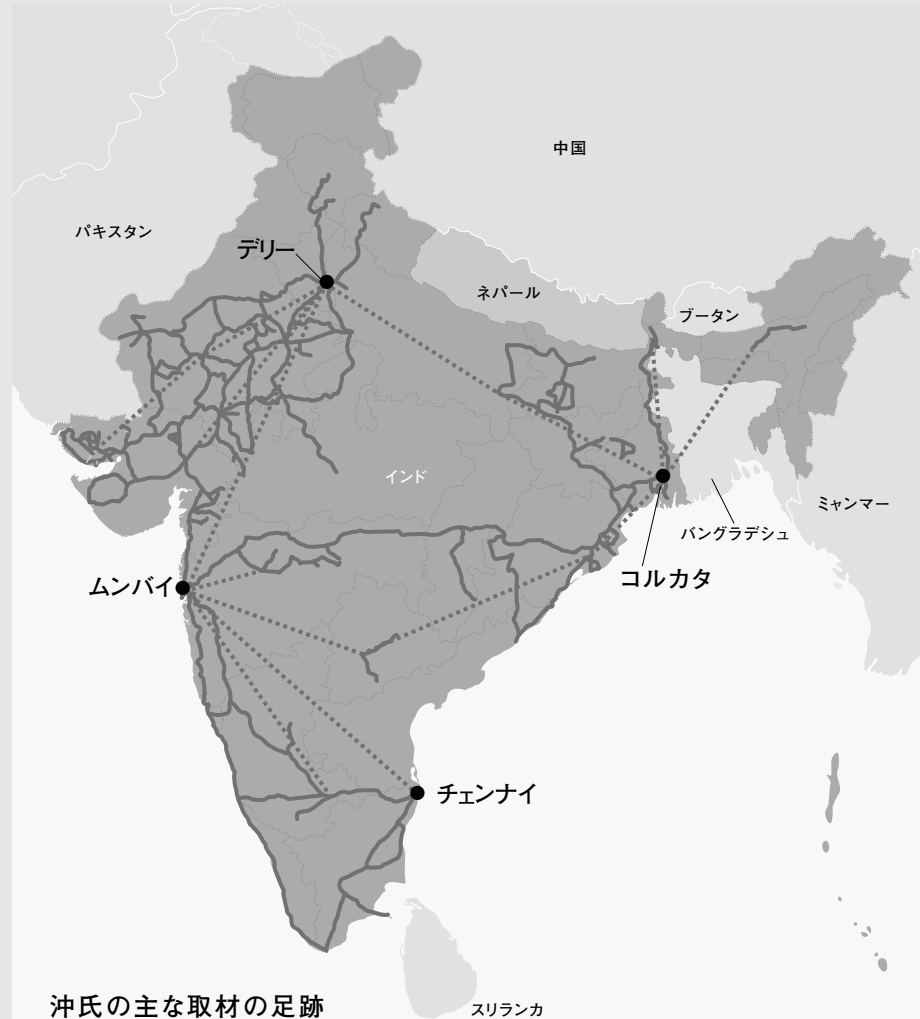 中国
パキスタン
デリー
ネパール
ブータン
インド
ミャンマー
バングラデシュ
コルカタ
ムンバイ
チェンナイ
沖氏の主な取材の足跡
スリランカ